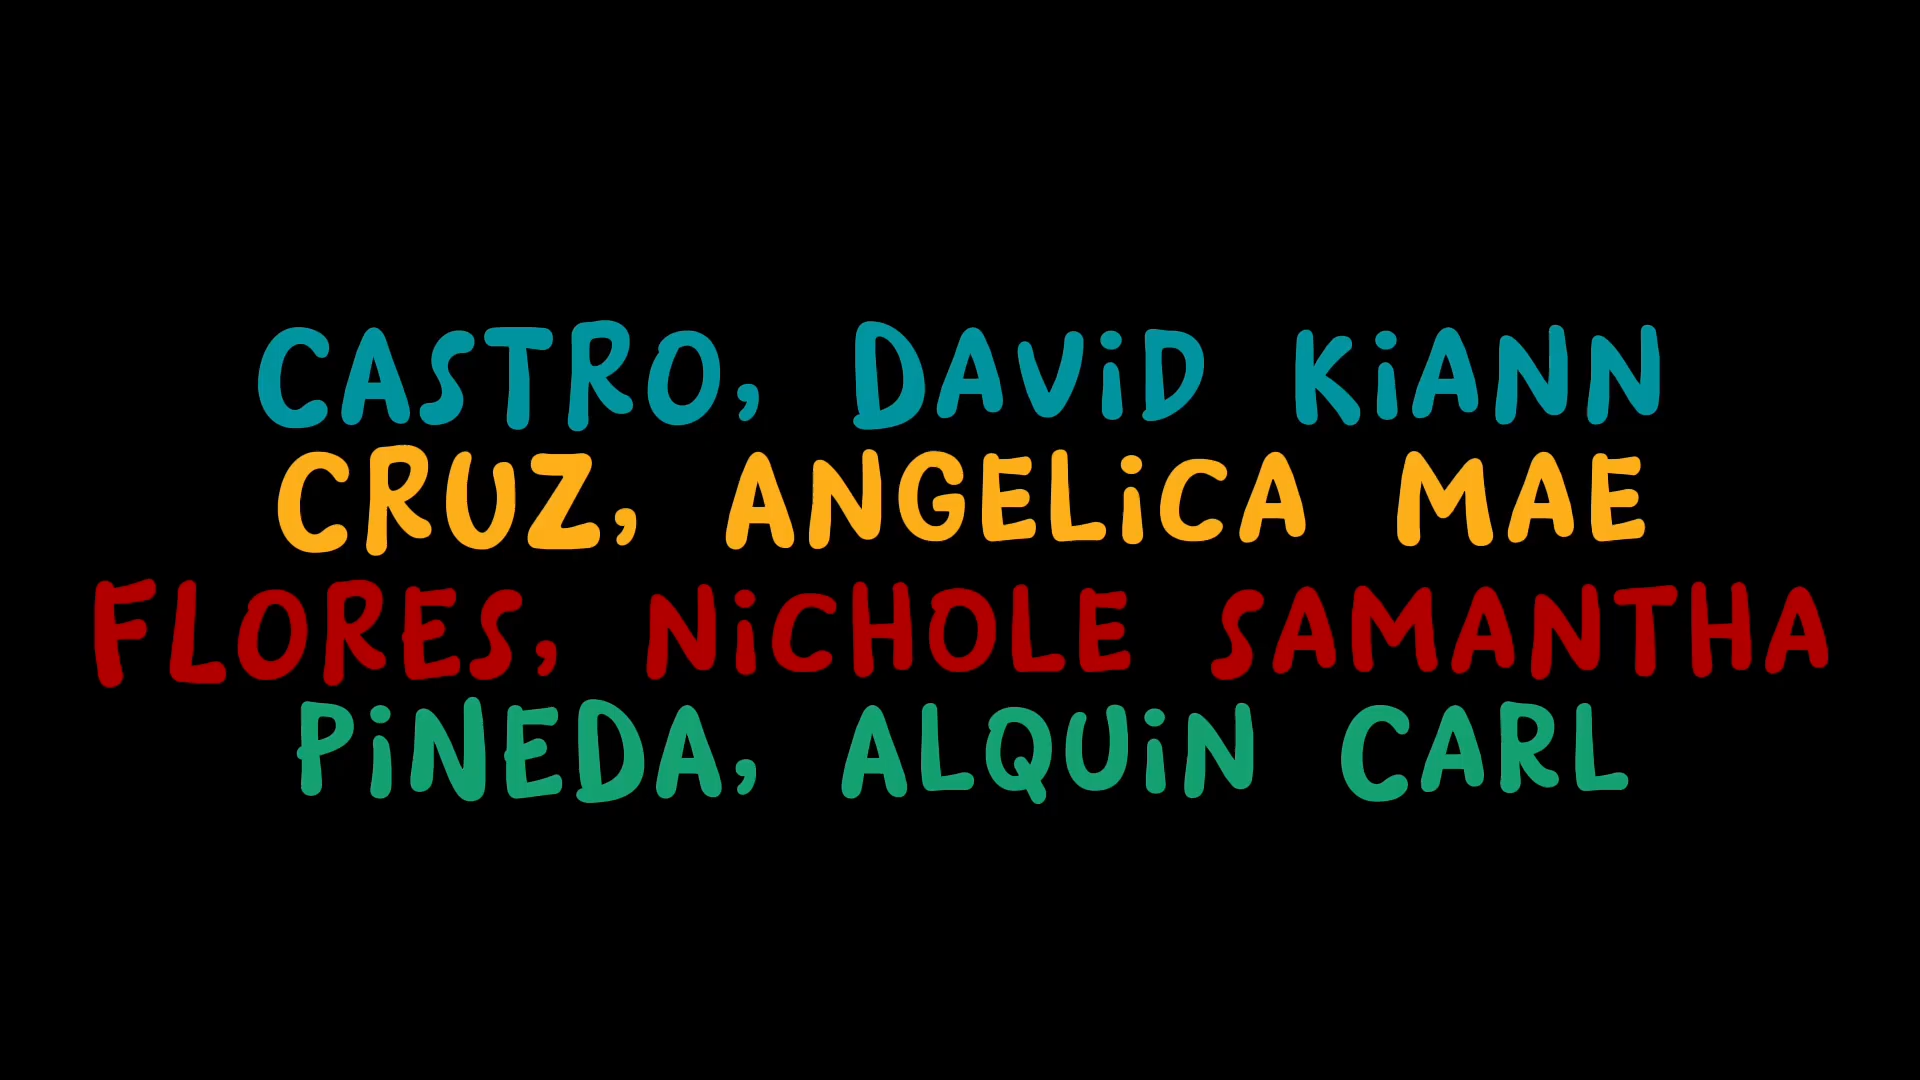 CASTRO, DAViD KiANN
CRUZ, ANGELiCA MAE
FLORES, NiCHOLE SAMANTHA
PiNEDA, ALQUiN CARL